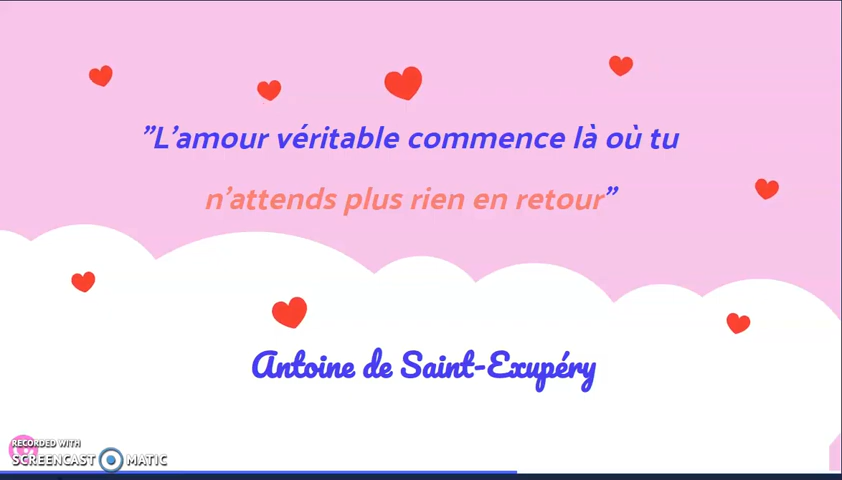 ”L’amour véritable commence là où tu
n’attends plus rien en retour”
Antoine de Saint-Exupéry
RECORDED WITH
SCREENCAST MATIC